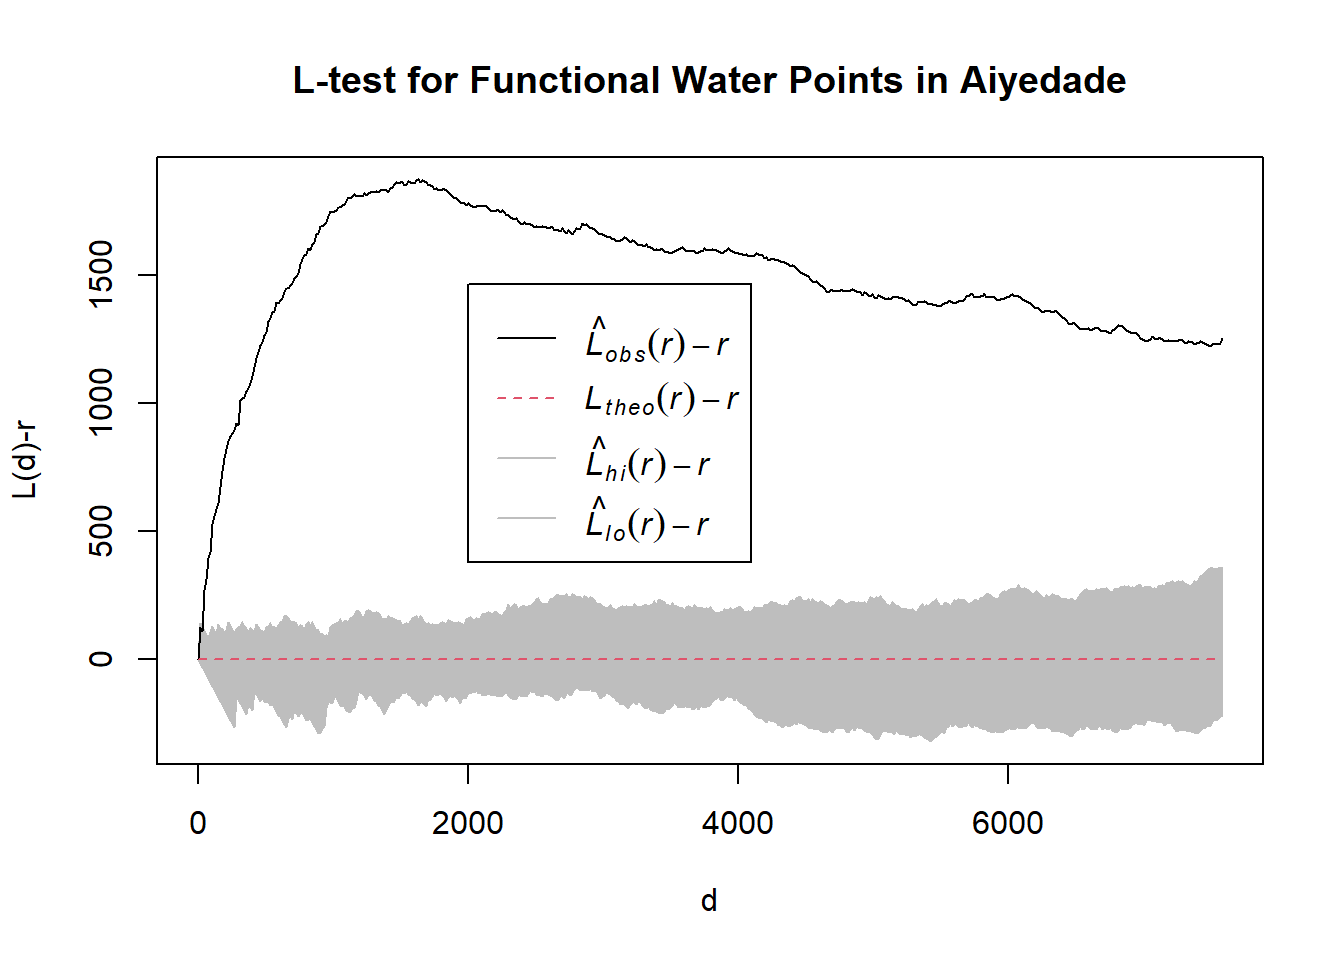 L-test for Functional Water Points in Aiyedade
L(d)-r
1500
1000
500
0
L̂obs(r) – r
Ltheo(r) – r
L̂hi(r) – r
L̂lo(r) – r
0 2000 4000 6000
d